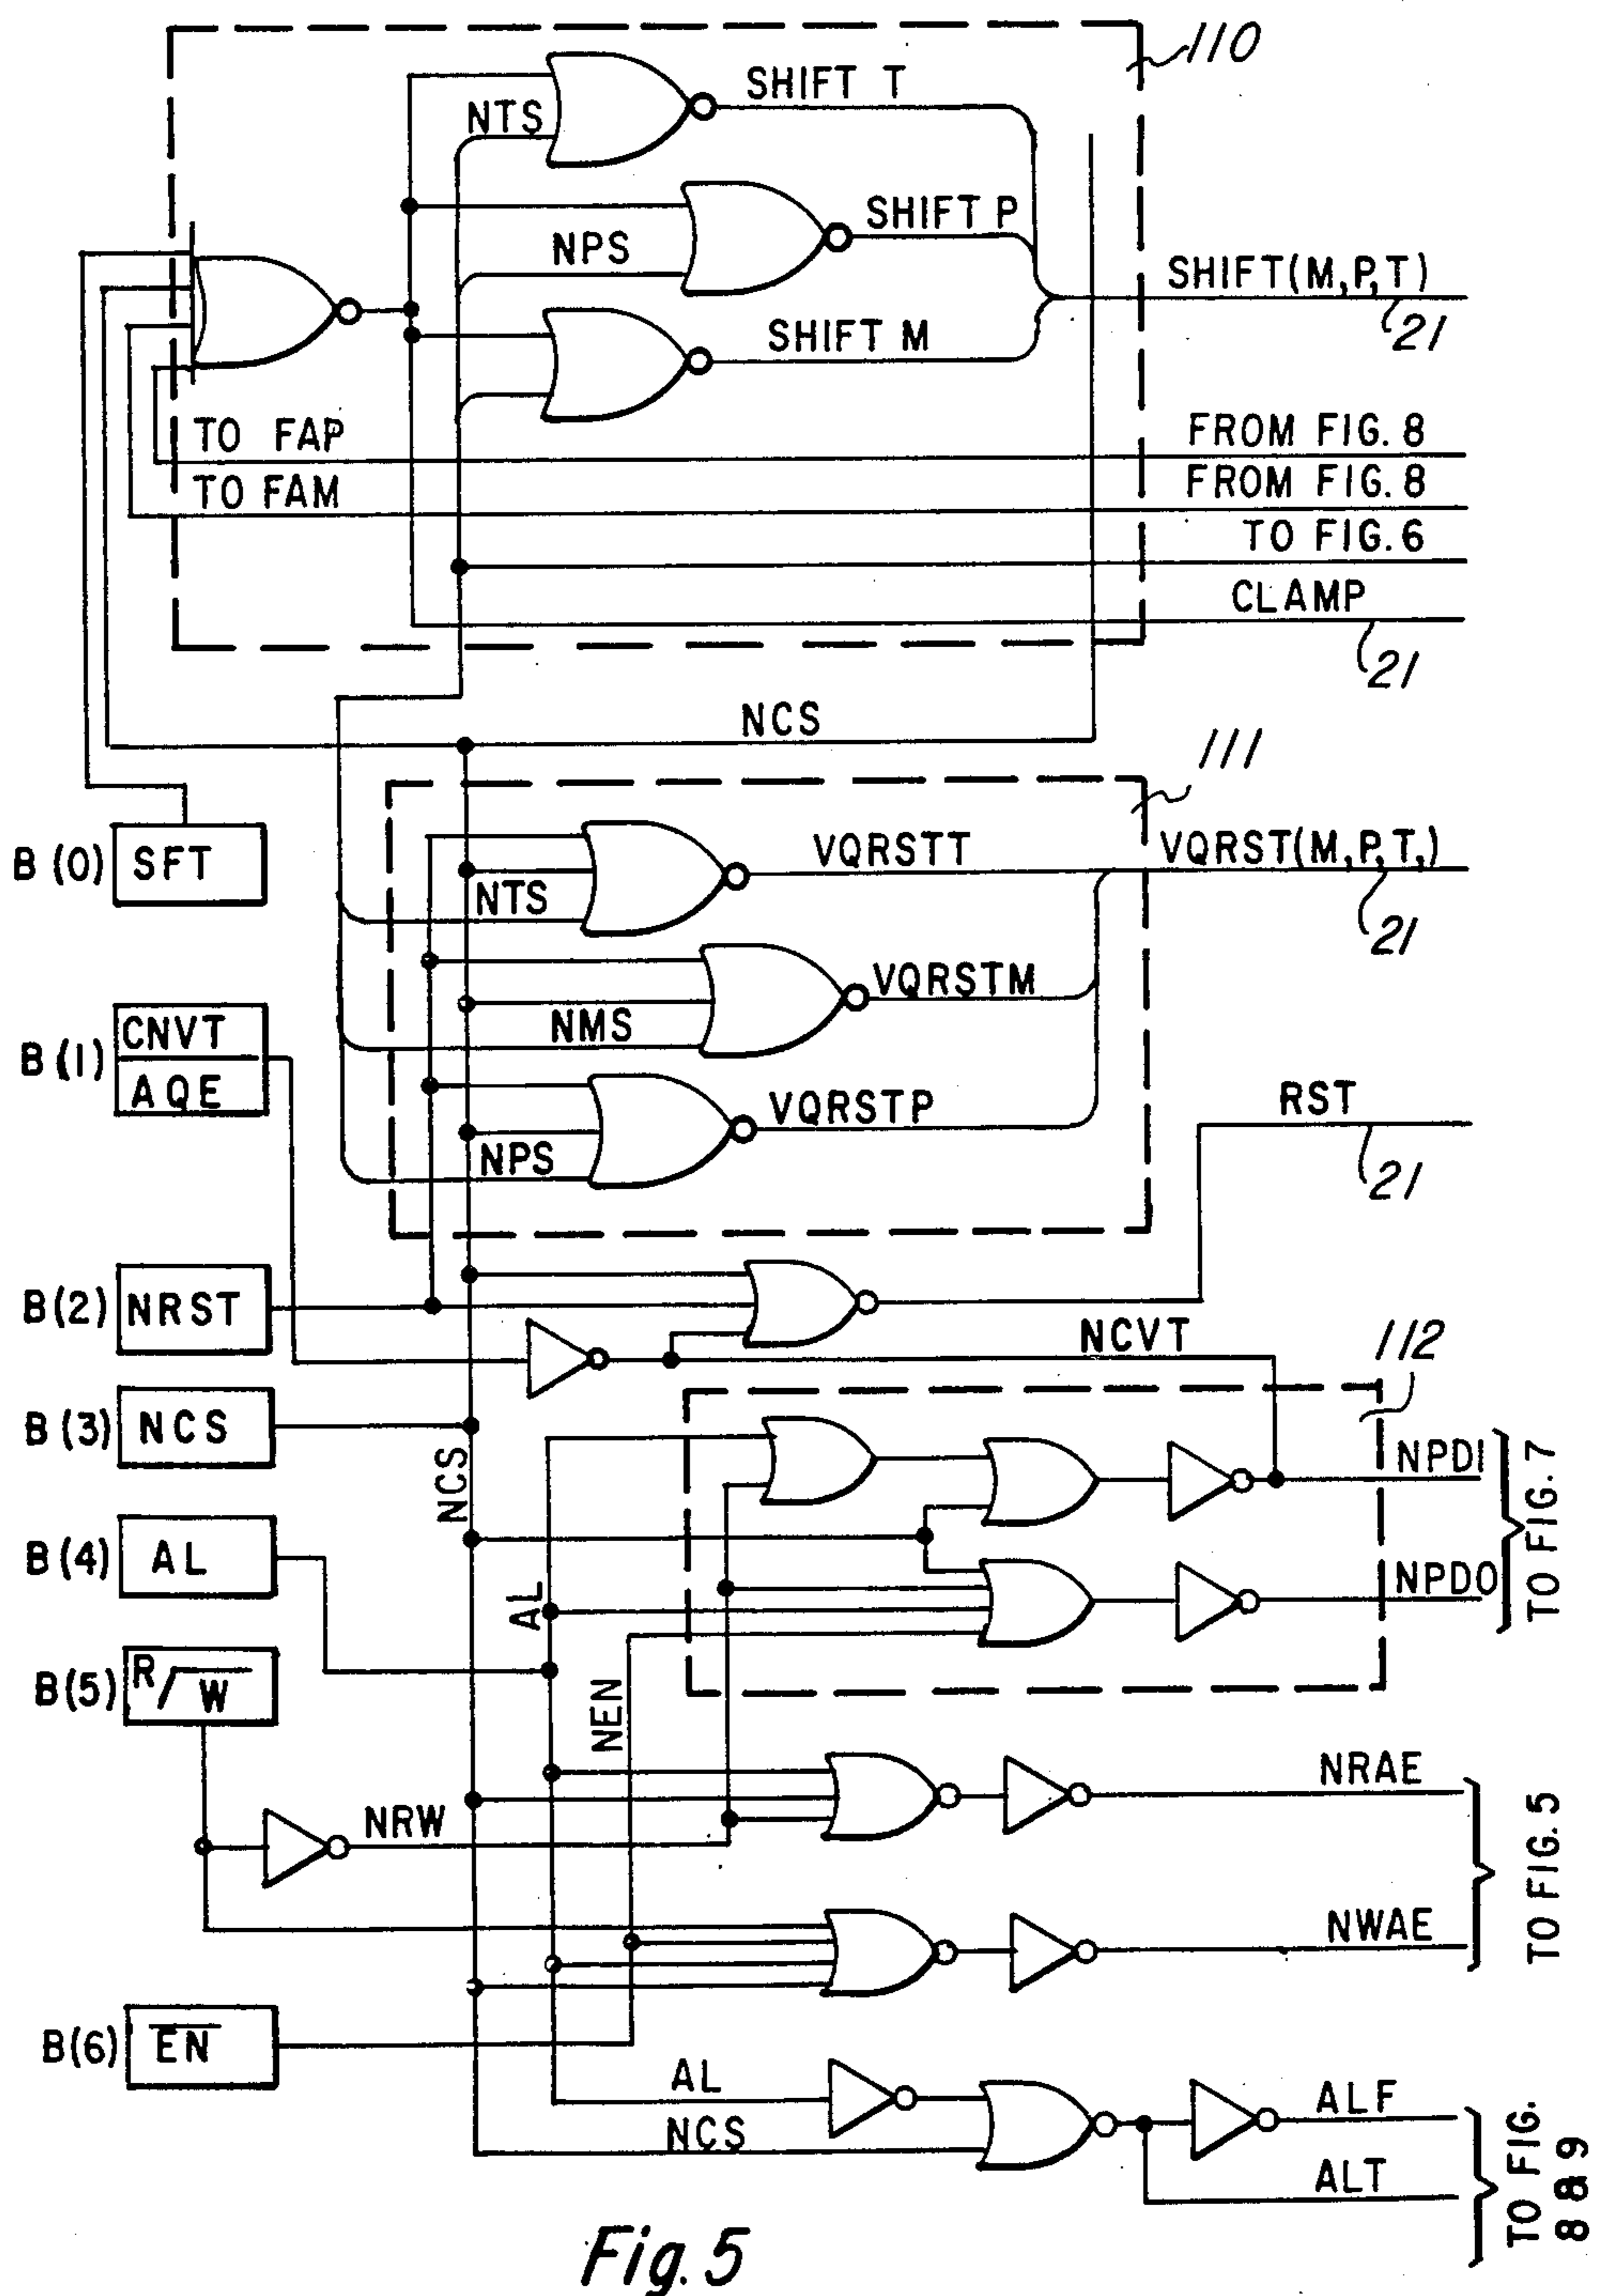 110
SHIFT T
NTS
SHIFT P
NPS
SHIFT(M,P,T)
21
SHIFT M
TO FAP
FROM FIG. 8
TO FAM
FROM FIG. 8
TO FIG. 6
CLAMP
21
NCS
111
B(0) SFT
VQRSTT
VQRST(M,P,T,)
NTS
21
VQRSTM
B(1) CNVT
AQE
NMS
VQRSTP
RST
NPS
21
B(2) NRST
NCVT
112
B(3) NCS
NCS
NPDI
TO FIG. 7
B(4) AL
AL
NPDO
B(5) R/W
NEN
NRAE
NRW
TO FIG. 5
NWAE
B(6) EN
AL
ALF
NCS
ALT
TO FIG.
8 & 9
Fig. 5